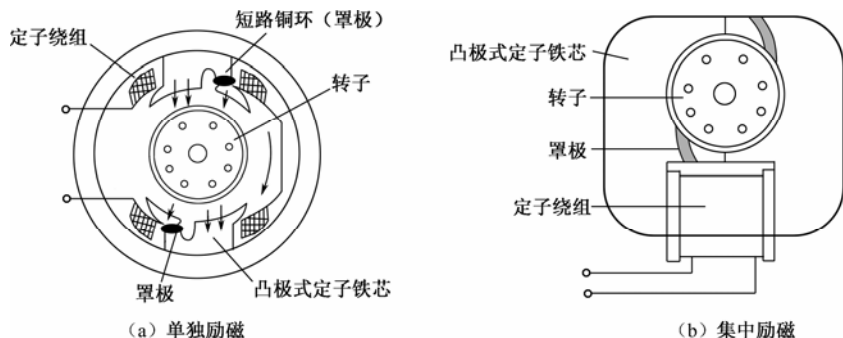 短路铜环（罩极）
定子绕组
转子
罩极
凸极式定子铁芯
（a）单独励磁
凸极式定子铁芯
转子
罩极
定子绕组
（b）集中励磁